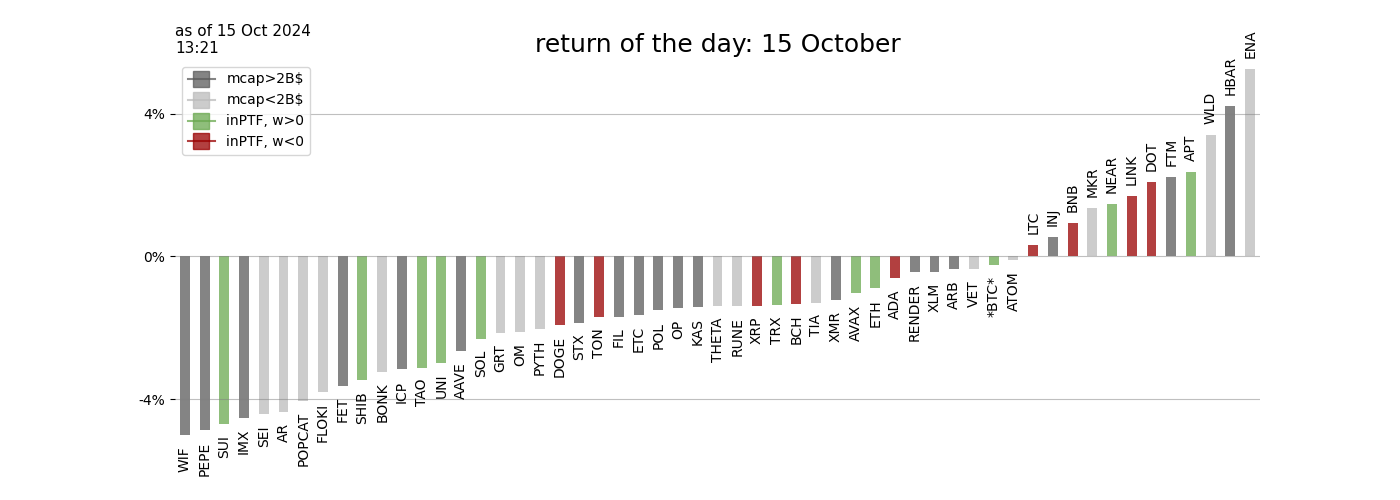 as of 15 Oct 2024
13:21
return of the day: 15 October
mcap>2B$
mcap<2B$
inPTF, w>0
inPTF, w<0
4%
0%
-4%
WIF
PEPE
SUI
IMX
SEI
AR
POPCAT
FLOKI
FET
SHIB
BONK
ICP
TAO
UNI
AAVE
SOL
GRT
OM
PYTH
DOGE
STX
TON
FIL
ETC
POL
OP
KAS
THETA
RUNE
XRP
TRX
BCH
TIA
XMR
AVAX
ETH
ADA
RENDER
XLM
ARB
VET
*BTC*
ATOM
LTC
INJ
BNB
MKR
NEAR
LINK
DOT
FTM
APT
WLD
HBAR
ENA